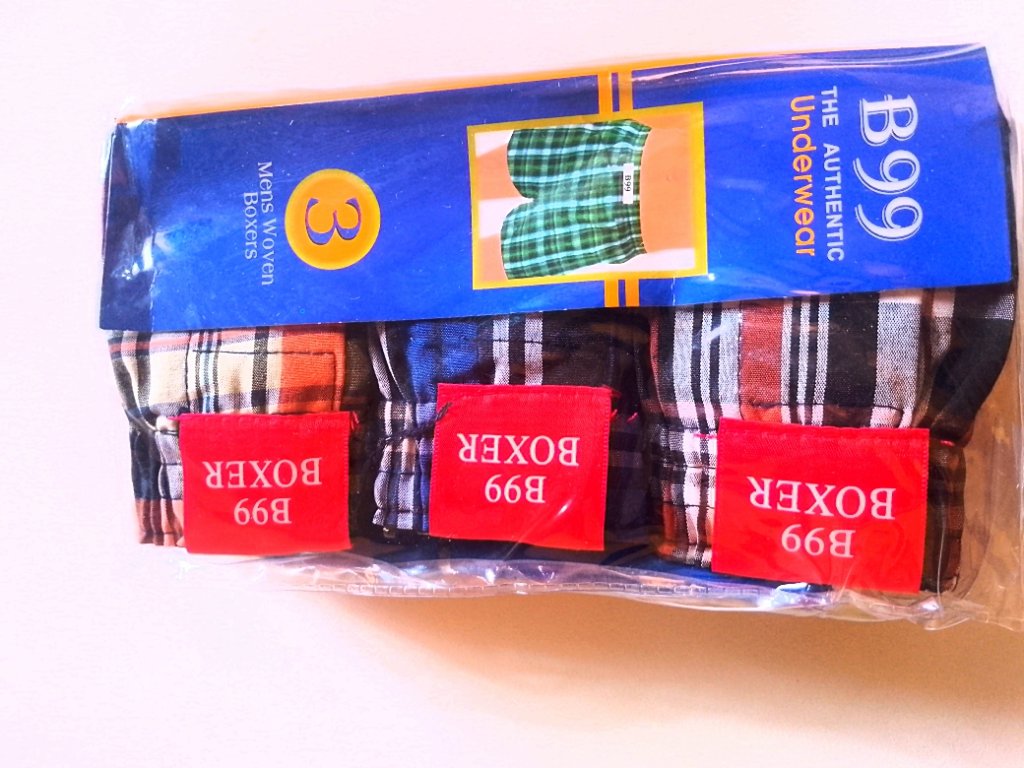 B99
THE AUTHENTIC
Underwear
B99
3
Mens Woven
Boxers
B99
BOXER
B99
BOXER
B99
BOXER